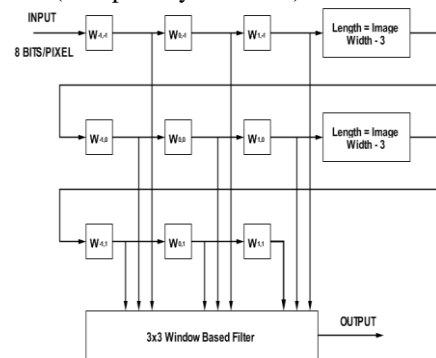 INPUT
8 BITS/PIXEL
W-1,-1
W0,-1
W1,-1
Length = Image
Width - 3
W-1,0
W0,0
W1,0
Length = Image
Width - 3
W-1,1
W0,1
W1,1
3x3 Window Based Filter
OUTPUT